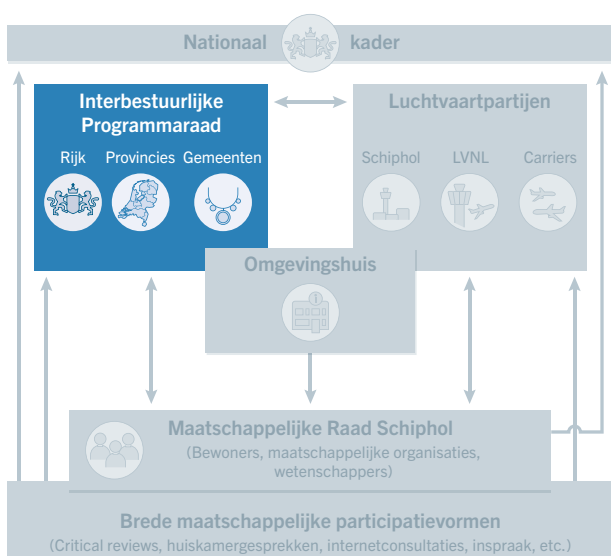 Nationaal kader
Interbestuurlijke
Programmaraad
Rijk Provincies Gemeenten
Luchtvaartpartijen
Schiphol LVNL Carriers
Omgevingshuis
Maatschappelijke Raad Schiphol
(Bewoners, maatschappelijke organisaties,
wetenschappers)
Brede maatschappelijke participatievormen
(Critical reviews, huiskamergesprekken, internetconsultaties, inspraak, etc.)